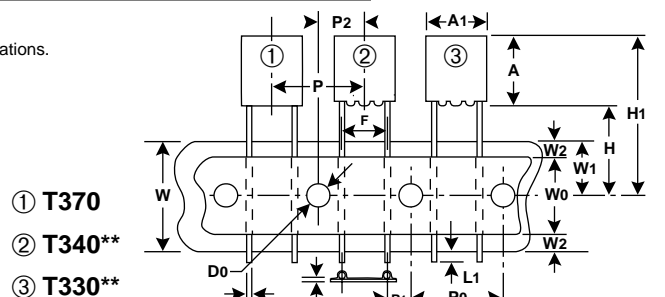 ations.
P2
A1
① ② ③
P
A
H1
F
H
W2
W1
W
W0
① T370
② T340**
W2
D0
L1
③ T330**